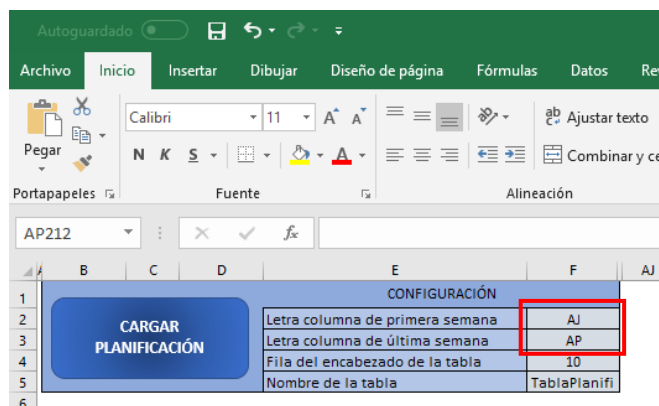 Autoguardado
Archivo Inicio Insertar Dibujar Diseño de página Fórmulas Datos
Pegar Calibri 11 A A Ajustar texto
N K S A Combinar y ce
Portapapeles Fuente Alineación
AP212 fx
B C D E F AJ
1 CONFIGURACIÓN
2 Letra columna de primera semana AJ
3 Letra columna de última semana AP
4 Fila del encabezado de la tabla 10
5 Nombre de la tabla TablaPlanifi
6
CARGAR
PLANIFICACIÓN